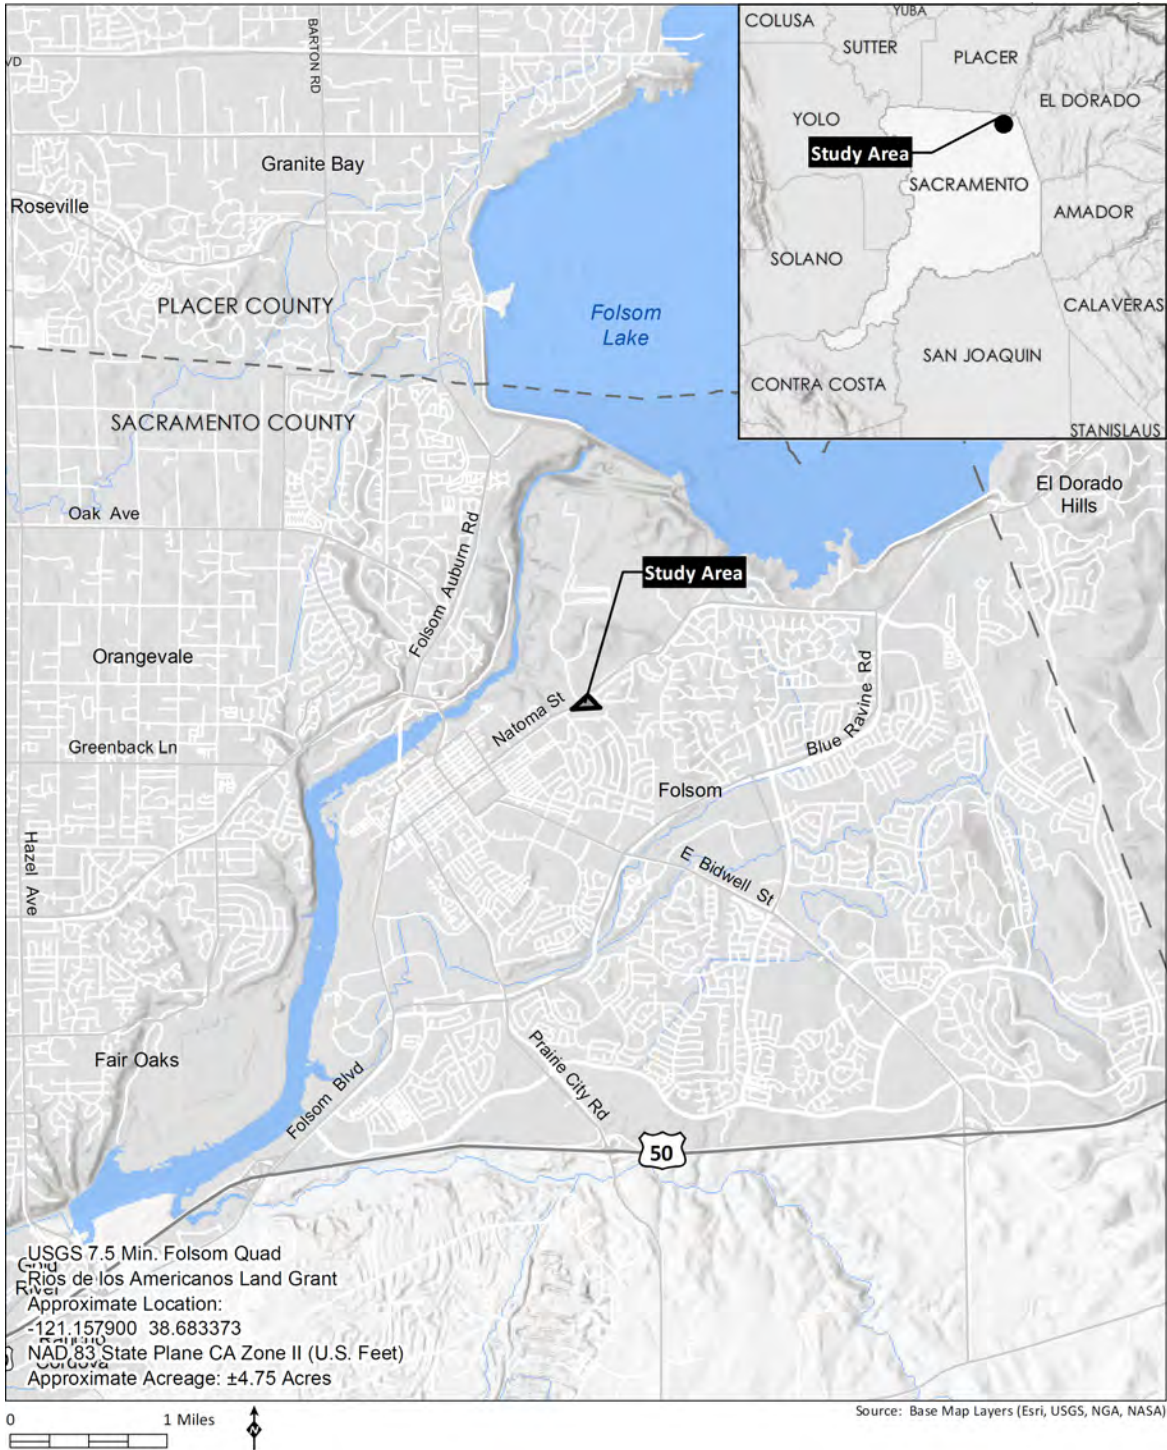 BARTON RD
VD
Granite Bay
Roseville
PLACER COUNTY
SACRAMENTO COUNTY
Folsom
Lake
COLUSA
YUBA
SUTTER
PLACER
EL DORADO
YOLO
Study Area
SACRAMENTO
AMADOR
SOLANO
CALAVERAS
SAN JOAQUIN
CONTRA COSTA
STANISLAUS
El Dorado
Hills
Oak Ave
Folsom Auburn Rd
Study Area
Orangevale
Natoma St
Blue Ravine Rd
Greenback Ln
Folsom
Hazel Ave
E Bidwell St
Fair Oaks
Folsom Blvd
Prairie City Rd
50
Gold
River
Rancho
Cordova
USGS 7.5 Min. Folsom Quad
Rios de los Americanos Land Grant
Approximate Location:
-121.157900 38.683373
NAD 83 State Plane CA Zone II (U.S. Feet)
Approximate Acreage: ±4.75 Acres
0 1 Miles
N
Source: Base Map Layers (Esri, USGS, NGA, NASA)